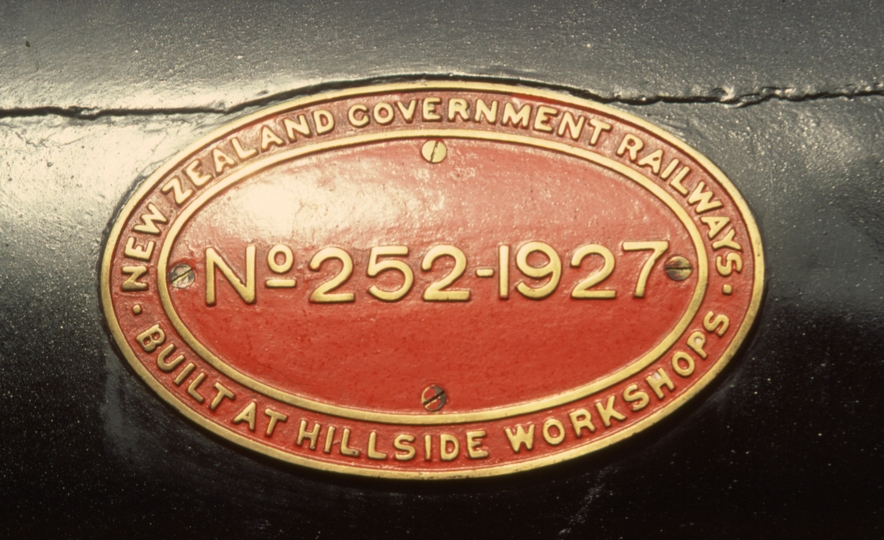 NEW ZEALAND GOVERNMENT RAILWAYS
Nº 252-1927
· BUILT AT HILLSIDE WORKSHOPS ·